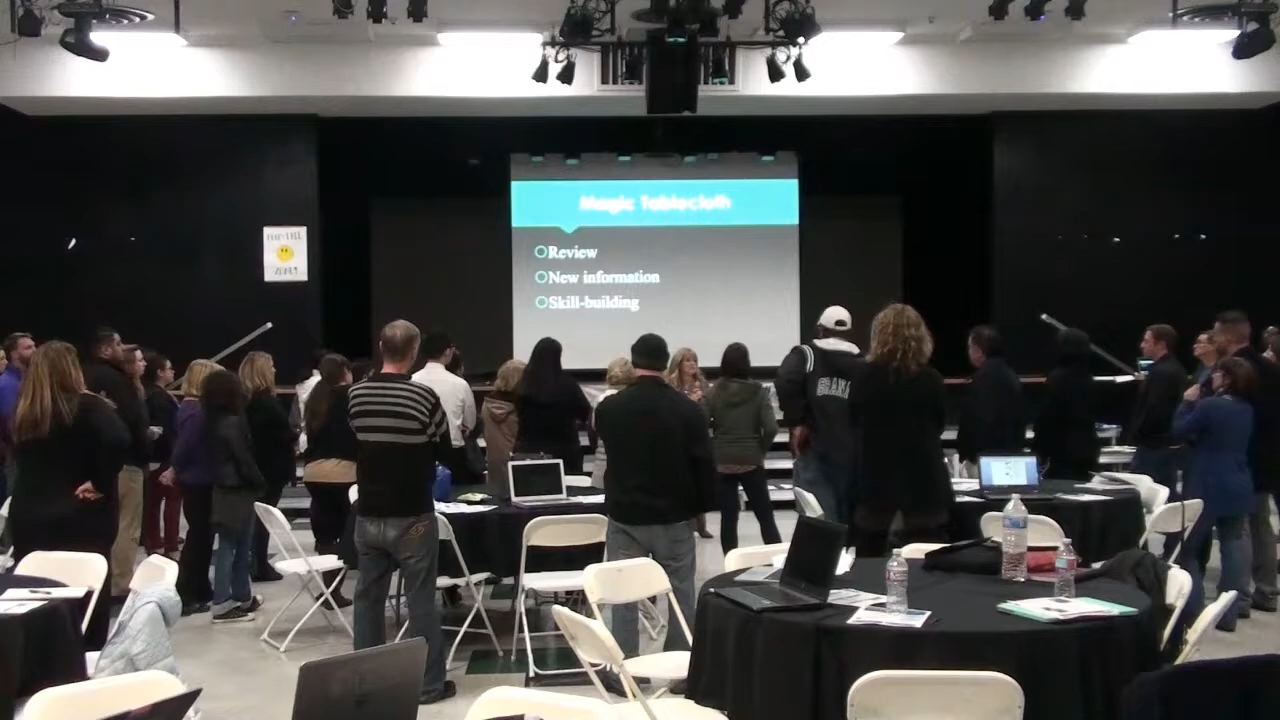 Magic Tablecloth
Review
New information
Skill-building